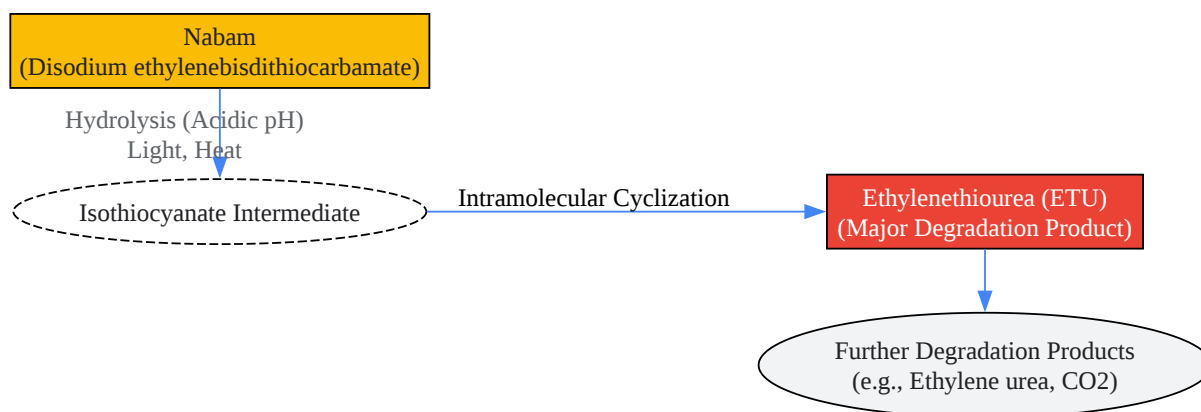 Nabam
(Disodium ethylenebisdithiocarbamate)
Hydrolysis (Acidic pH)
Light, Heat
Isothiocyanate Intermediate
Intramolecular Cyclization
Ethylenethiourea (ETU)
(Major Degradation Product)
Further Degradation Products
(e.g., Ethylene urea, CO2)